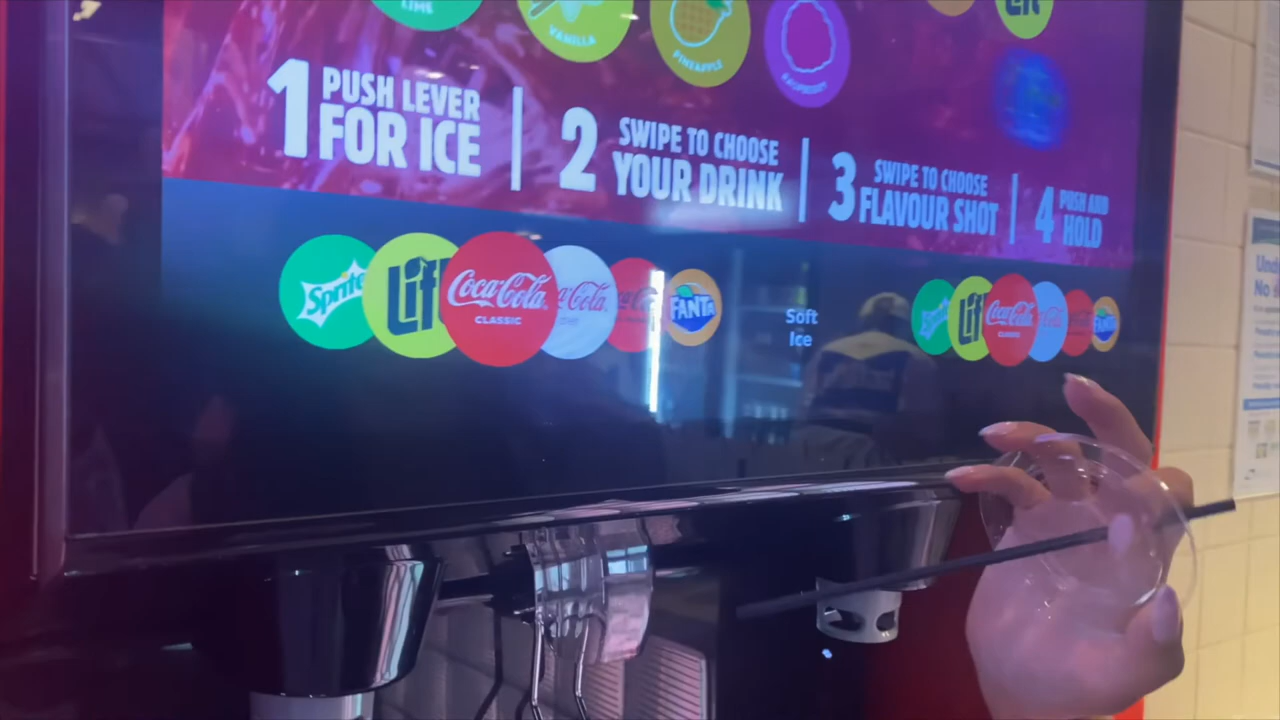 LIME
VANILLA
PINEAPPLE
RASPBERRY
Lift
1 PUSH LEVER
FOR ICE
2 SWIPE TO CHOOSE
YOUR DRINK
3 SWIPE TO CHOOSE
FLAVOUR SHOT
4 PUSH AND
HOLD
Sprite
Lift
Coca-Cola
CLASSIC
Coca-Cola
FANTA
Soft
Ice
Sprite
Lift
Coca-Cola
CLASSIC
FANTA